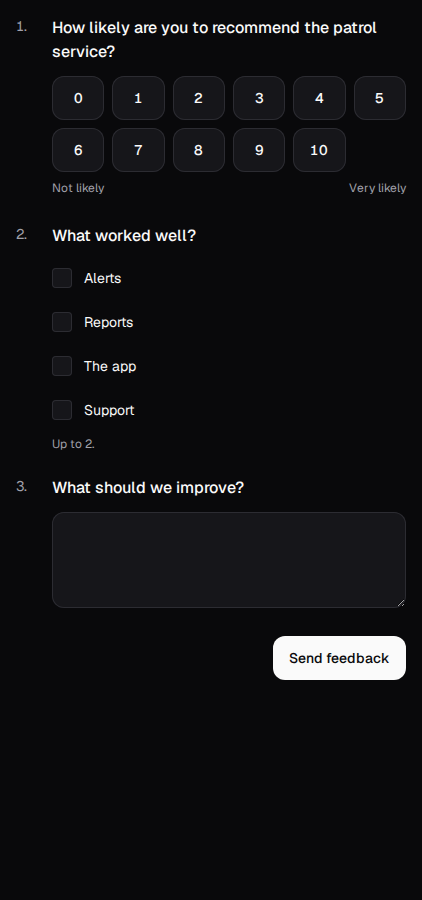 1. How likely are you to recommend the patrol
service?
0 1 2 3 4 5
6 7 8 9 10
Not likely Very likely
2. What worked well?
Alerts
Reports
The app
Support
Up to 2.
3. What should we improve?
Send feedback